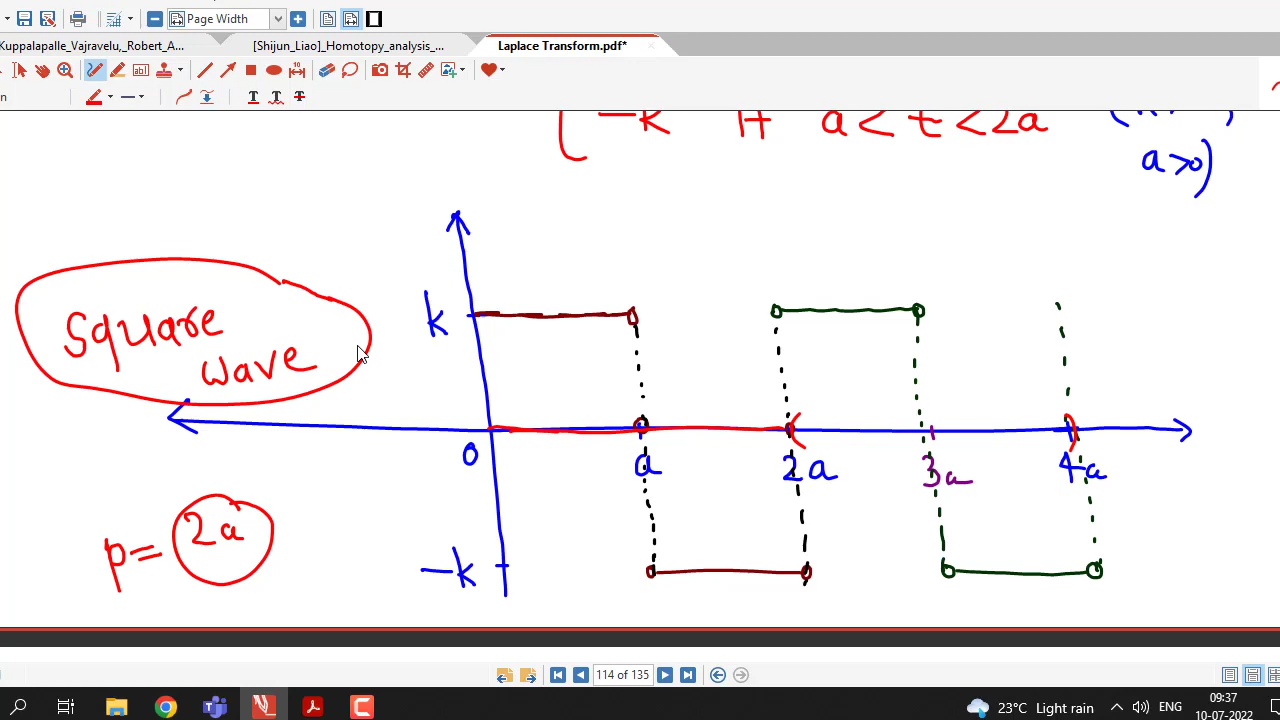 Page Width
Kuppalapalle_Vajravelu,_Robert_A...
[Shijun_Liao]_Homotopy_analysis_...
Laplace Transform.pdf*
-k if a<t<2a
a>0)
Square
wave
k
0
a
2a
3a
4a
-k
p=2a
114 of 135
23°C Light rain
ENG
09:37
10-07-2022